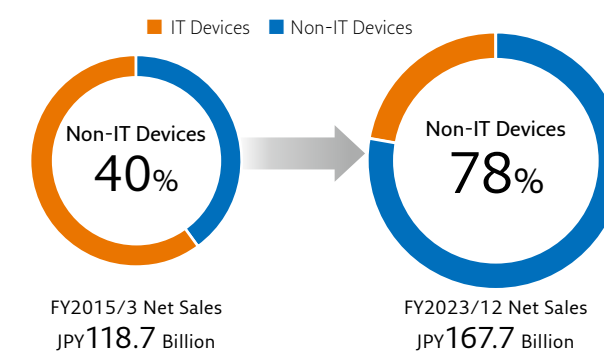 IT Devices Non-IT Devices
Non-IT Devices
40%
FY2015/3 Net Sales
JPY118.7 Billion
Non-IT Devices
78%
FY2023/12 Net Sales
JPY167.7 Billion